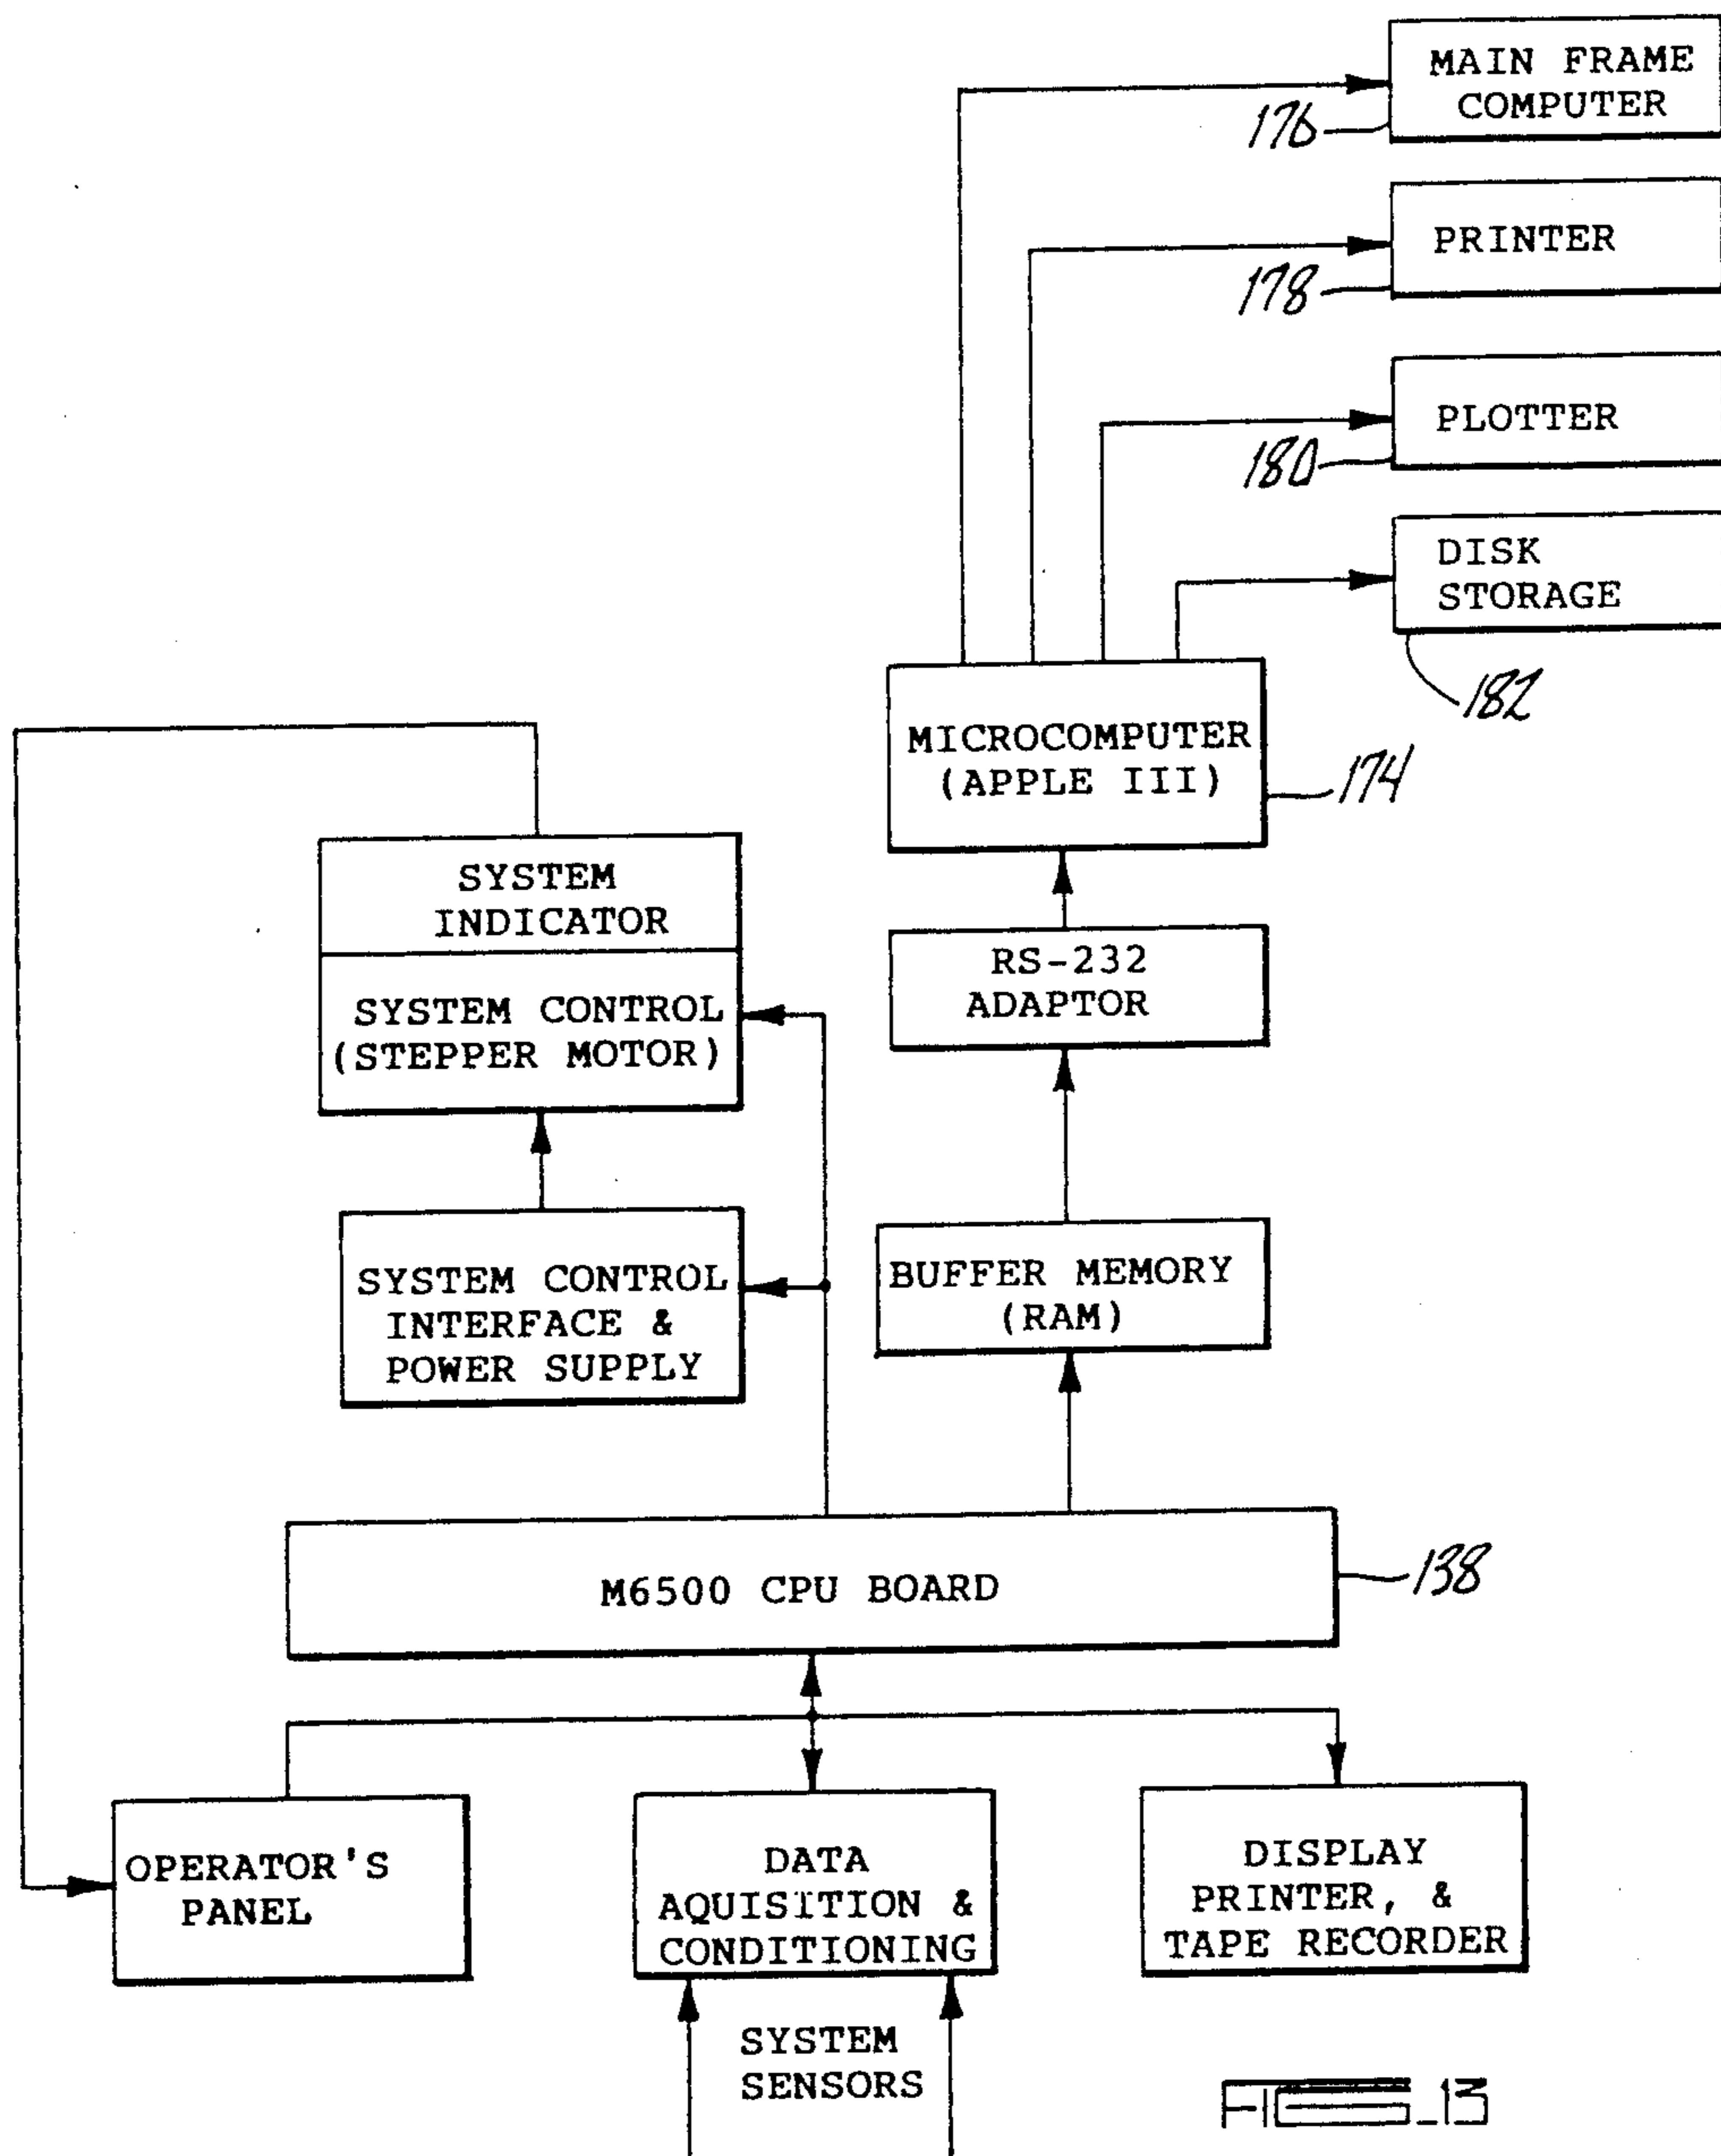 MAIN FRAME
COMPUTER
176
PRINTER
178
PLOTTER
180
DISK
STORAGE
182
MICROCOMPUTER
(APPLE III)
174
SYSTEM
INDICATOR
SYSTEM CONTROL
(STEPPER MOTOR)
RS-232
ADAPTOR
SYSTEM CONTROL
INTERFACE &
POWER SUPPLY
BUFFER MEMORY
(RAM)
M6500 CPU BOARD
138
OPERATOR'S
PANEL
DATA
AQUISITION &
CONDITIONING
DISPLAY
PRINTER, &
TAPE RECORDER
SYSTEM
SENSORS
FIG_13